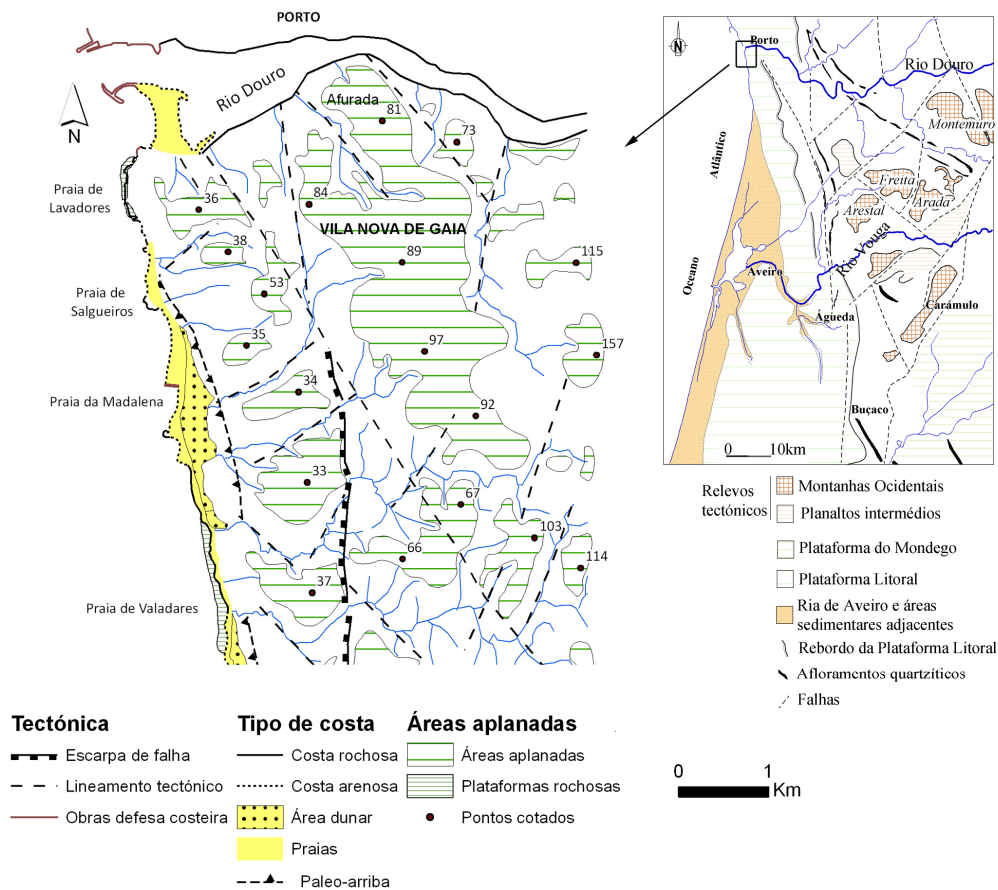 PORTO
Rio Douro
Afurada
81
73
N
Praia de
Lavadores
36
84
VILA NOVA DE GAIA
38
89
115
53
Praia de
Salgueiros
35
97
157
34
Praia da Madalena
92
33
67
103
66
114
37
Praia de Valadares
N
Porto
Rio Douro
Montemuro
Atlântico
Freita
Arada
Arestal
Rio Vouga
Oceano
Aveiro
Águeda
Carámulo
Buçaco
0 10km
Relevos
tectónicos
Montanhas Ocidentais
Planaltos intermédios
Plataforma do Mondego
Plataforma Litoral
Ria de Aveiro e áreas
sedimentares adjacentes
Rebordo da Plataforma Litoral
Afloramentos quartzíticos
Falhas
Tectónica
Escarpa de falha
Lineamento tectónico
Obras defesa costeira
Tipo de costa
Costa rochosa
Costa arenosa
Área dunar
Praias
Paleo-arriba
Áreas aplanadas
Áreas aplanadas
Plataformas rochosas
Pontos cotados
0 1
Km